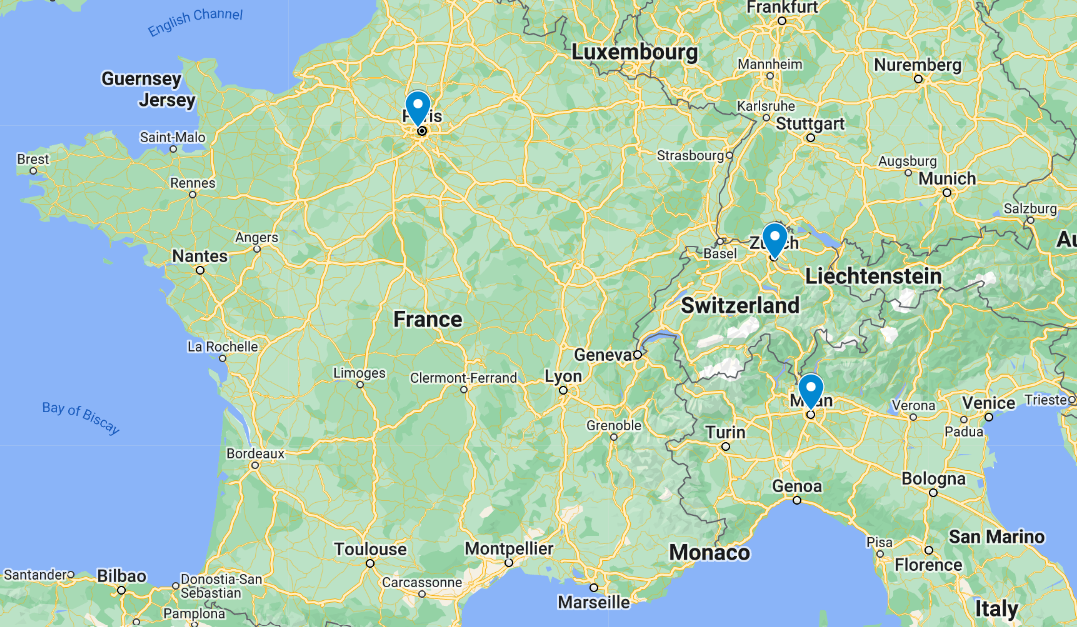 Frankfurt
English Channel
Luxembourg
Mannheim
Nuremberg
Guernsey
Jersey
Karlsruhe
Paris
Stuttgart
Saint-Malo
Strasbourg
Brest
Augsburg
Munich
Rennes
Salzburg
Angers
Zürich
Au
Basel
Nantes
Liechtenstein
Switzerland
France
La Rochelle
Geneva
Limoges
Clermont-Ferrand
Lyon
Milan
Verona
Venice
Trieste
Bay of Biscay
Grenoble
Turin
Padua
Bordeaux
Bologna
Genoa
San Marino
Pisa
Toulouse
Montpellier
Monaco
Florence
Santander
Bilbao
Donostia-San
Sebastian
Carcassonne
Marseille
Italy
Pamplona